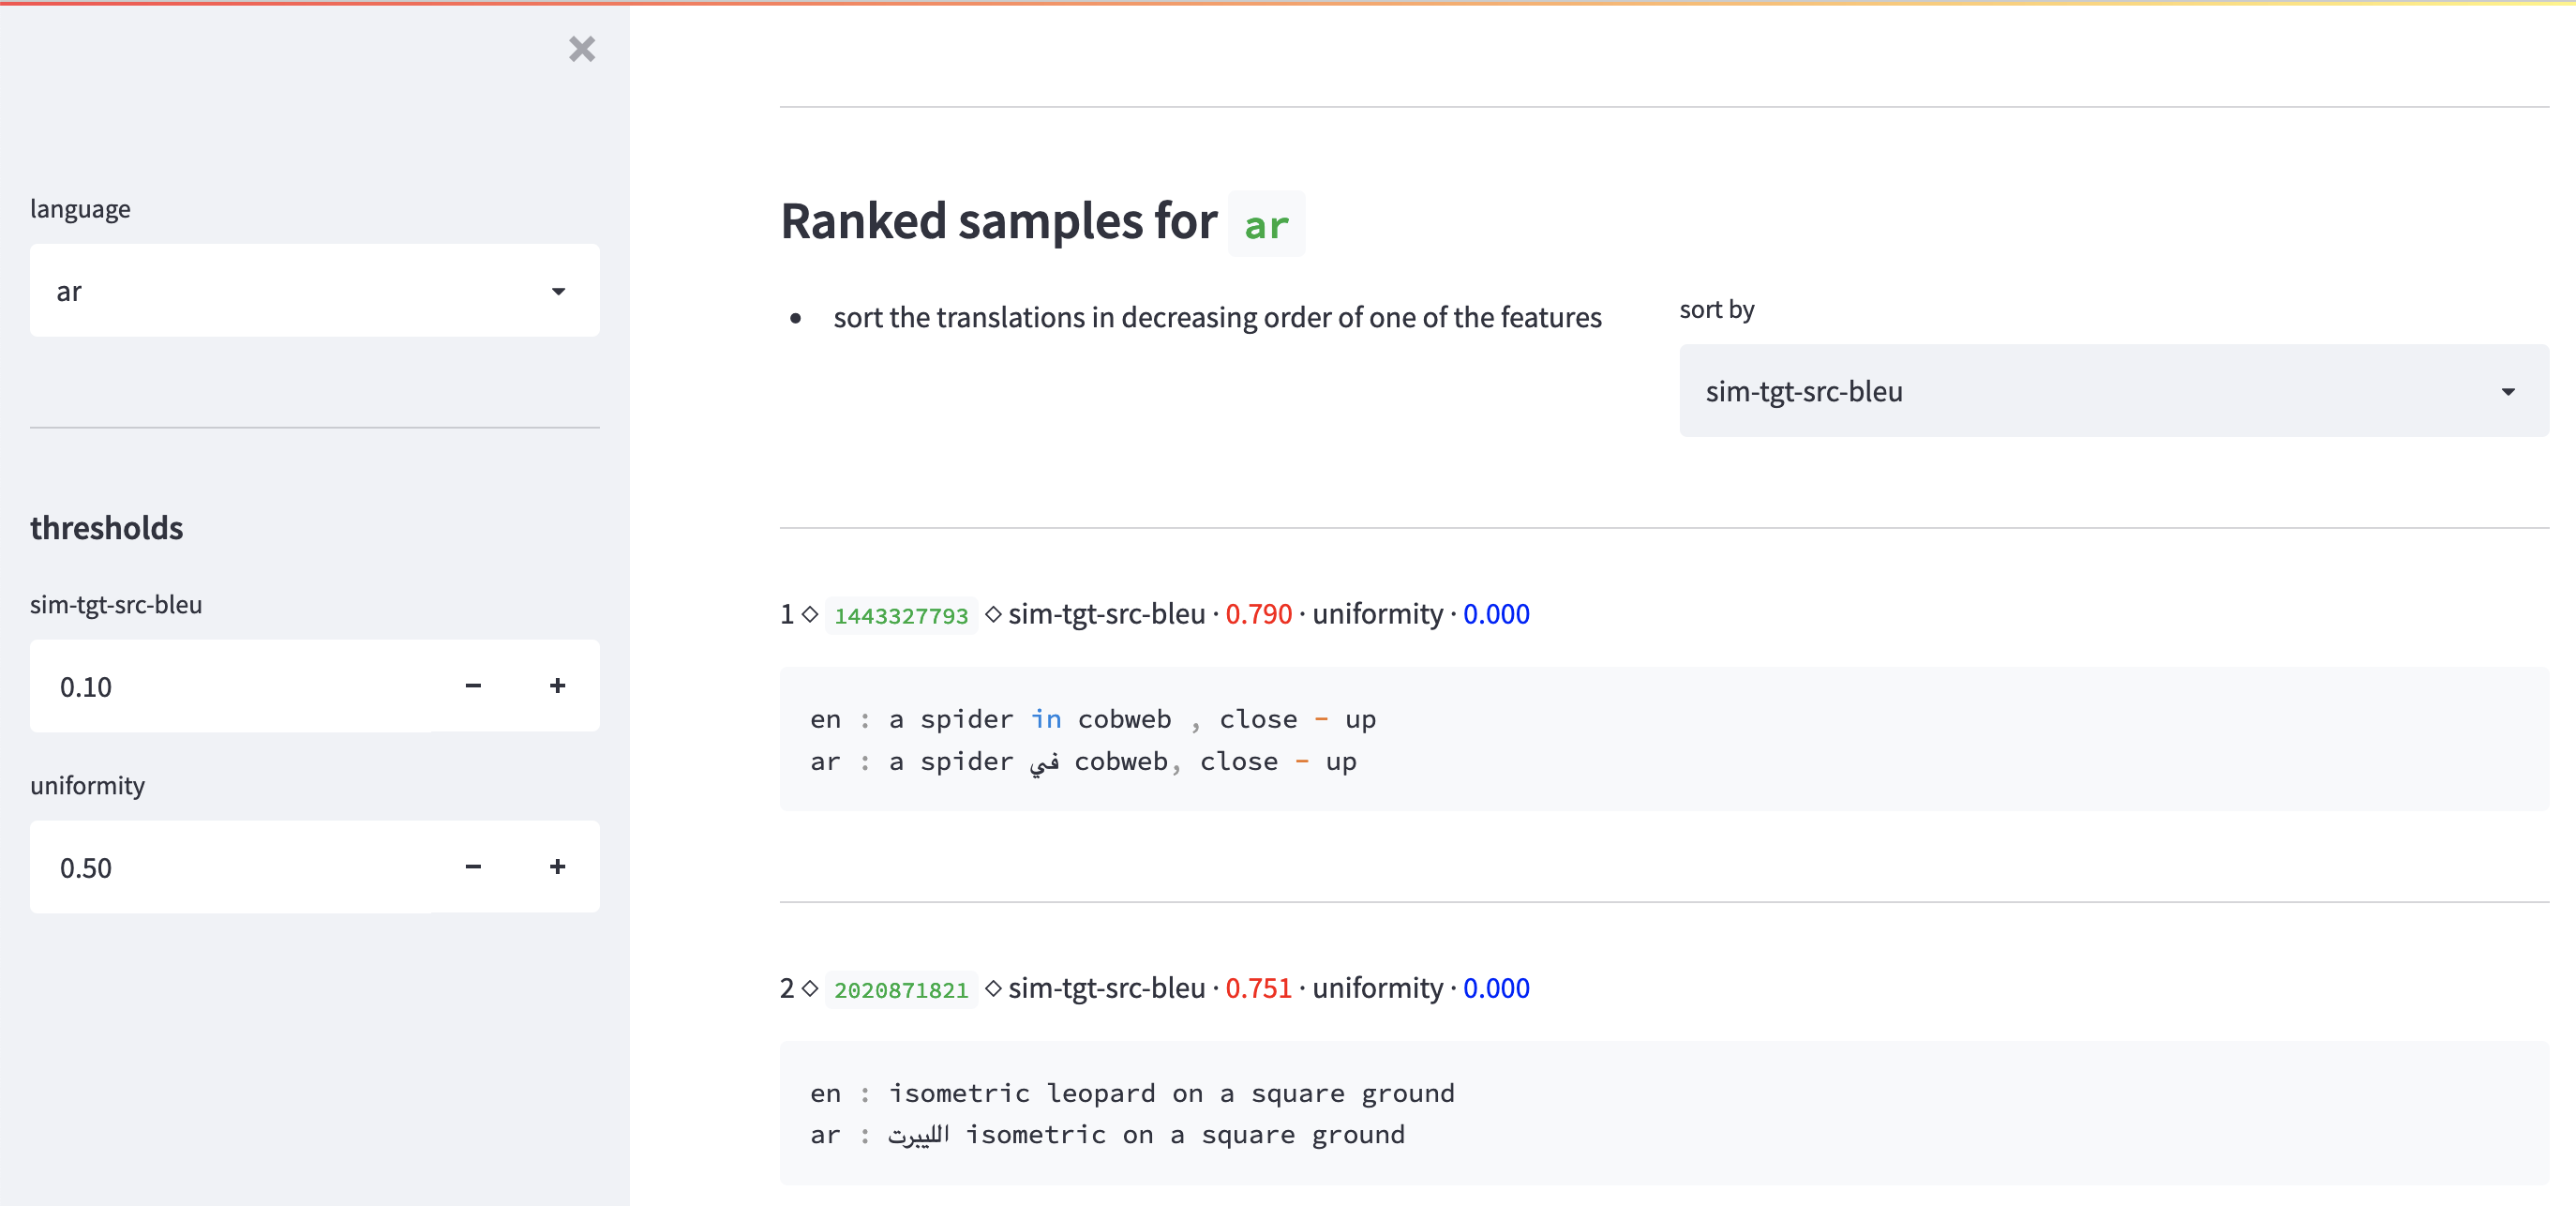 language
ar
thresholds
sim-tgt-src-bleu
0.10
uniformity
0.50
Ranked samples for ar
• sort the translations in decreasing order of one of the features
sort by
sim-tgt-src-bleu
1 ◇ 1443327793 ◇ sim-tgt-src-bleu · 0.790 · uniformity · 0.000
en : a spider in cobweb , close - up
ar : a spider في cobweb, close - up
2 ◇ 2020871821 ◇ sim-tgt-src-bleu · 0.751 · uniformity · 0.000
en : isometric leopard on a square ground
ar : الليبرت isometric on a square ground